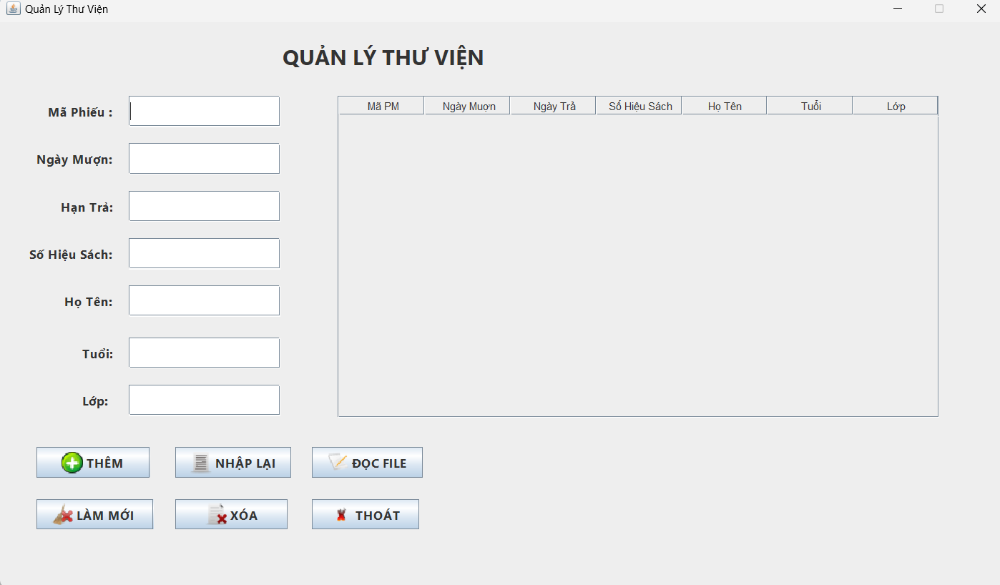 Quản Lý Thư Viện
QUẢN LÝ THƯ VIỆN
Mã Phiếu :
Ngày Mượn:
Hạn Trả:
Số Hiệu Sách:
Họ Tên:
Tuổi:
Lớp:
Mã PM Ngày Muợn Ngày Trả Số Hiệu Sách Họ Tên Tuổi Lớp
THÊM NHẬP LẠI ĐỌC FILE
LÀM MỚI XÓA THOÁT